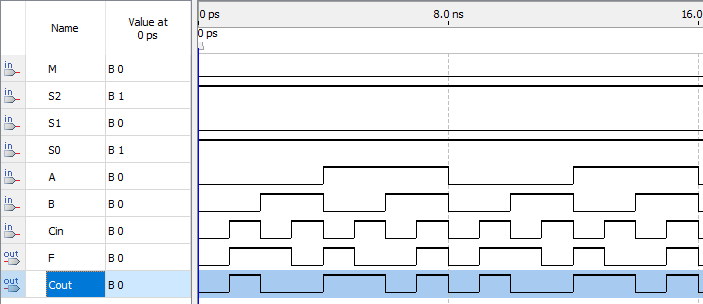 Name
Value at
0 ps
0 ps
8.0 ns
16.0
0 ps
in M B 0
in S2 B 1
in S1 B 0
in S0 B 1
in A B 0
in B B 0
in Cin B 0
out F B 0
out Cout B 0